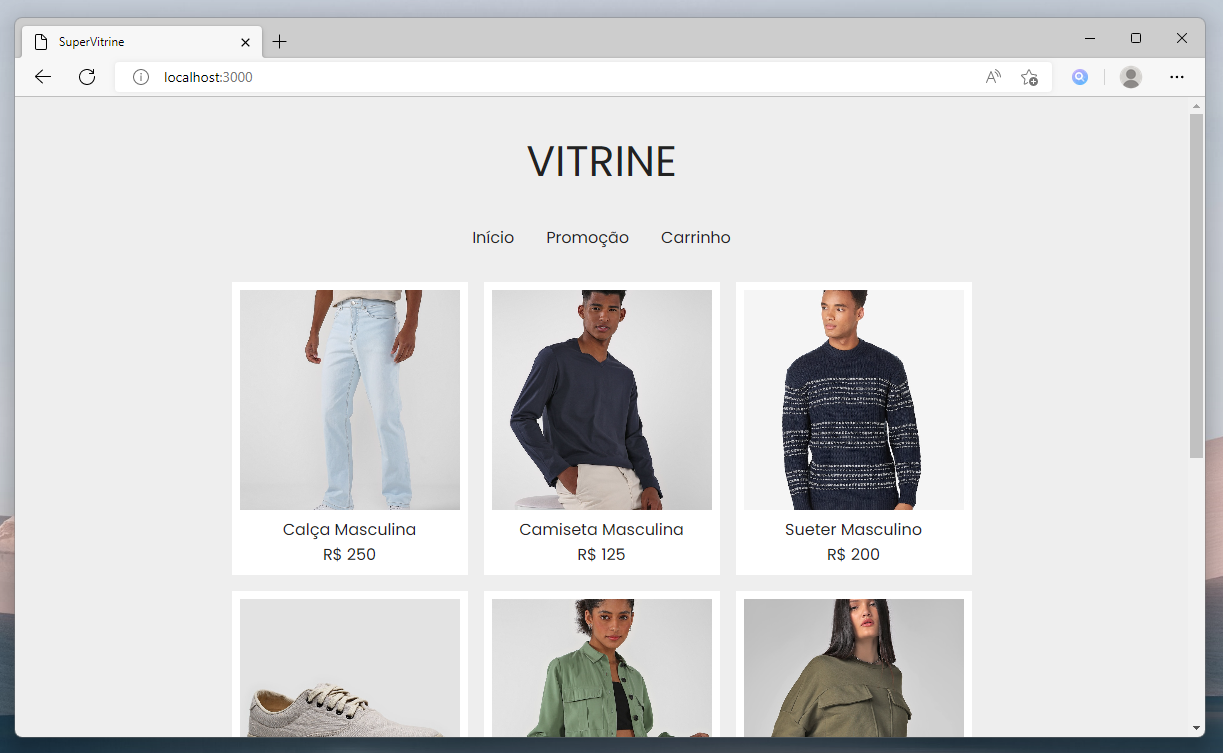 SuperVitrine
localhost:3000
VITRINE
Início Promoção Carrinho
Calça Masculina
R$ 250
Camiseta Masculina
R$ 125
Sueter Masculino
R$ 200